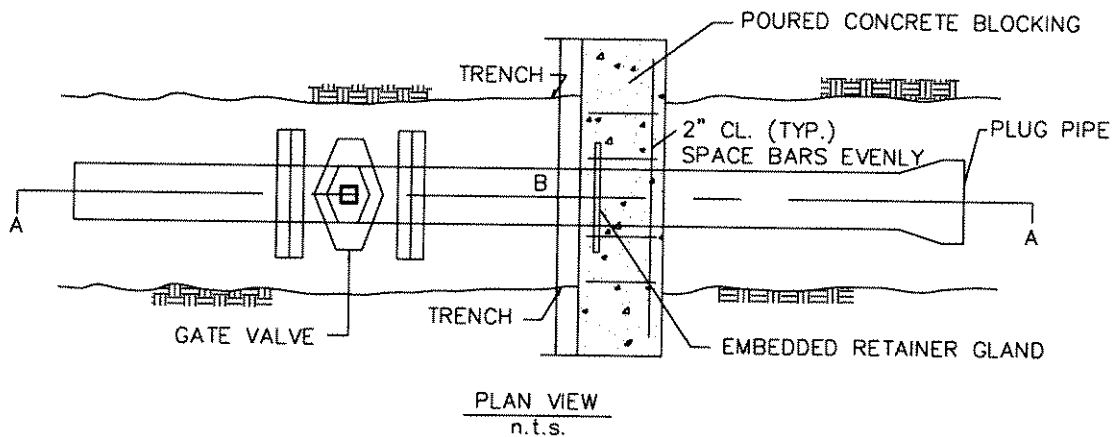 POURED CONCRETE BLOCKING
TRENCH
2" CL. (TYP.)
SPACE BARS EVENLY
PLUG PIPE
B
A
A
TRENCH
GATE VALVE
EMBEDDED RETAINER GLAND
PLAN VIEW
n.t.s.